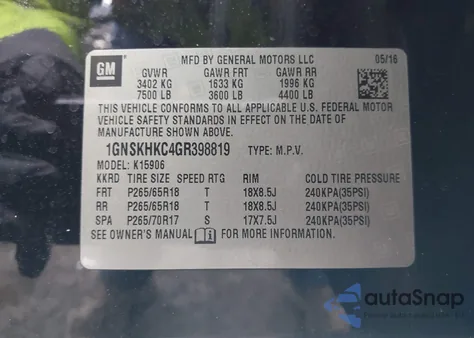 GM
MFD BY GENERAL MOTORS LLC 05/16
GVWR GAWR FRT GAWR RR
3402 KG 1633 KG 1996 KG
7500 LB 3600 LB 4400 LB
THIS VEHICLE CONFORMS TO ALL APPLICABLE U.S. FEDERAL MOTOR
VEHICLE SAFETY STANDARDS IN EFFECT ON THE DATE OF
MANUFACTURE SHOWN ABOVE.
1GNSKHKC4GR398819 TYPE: M.P.V.
MODEL: K15906
KKRD TIRE SIZE SPEED RTG RIM COLD TIRE PRESSURE
FRT P265/65R18 T 18X8.5J 240KPA(35PSI)
RR P265/65R18 T 18X8.5J 240KPA(35PSI)
SPA P265/70R17 S 17X7.5J 240KPA(35PSI)
SEE OWNER'S MANUAL FOR MORE INFORMATION.
autaSnap